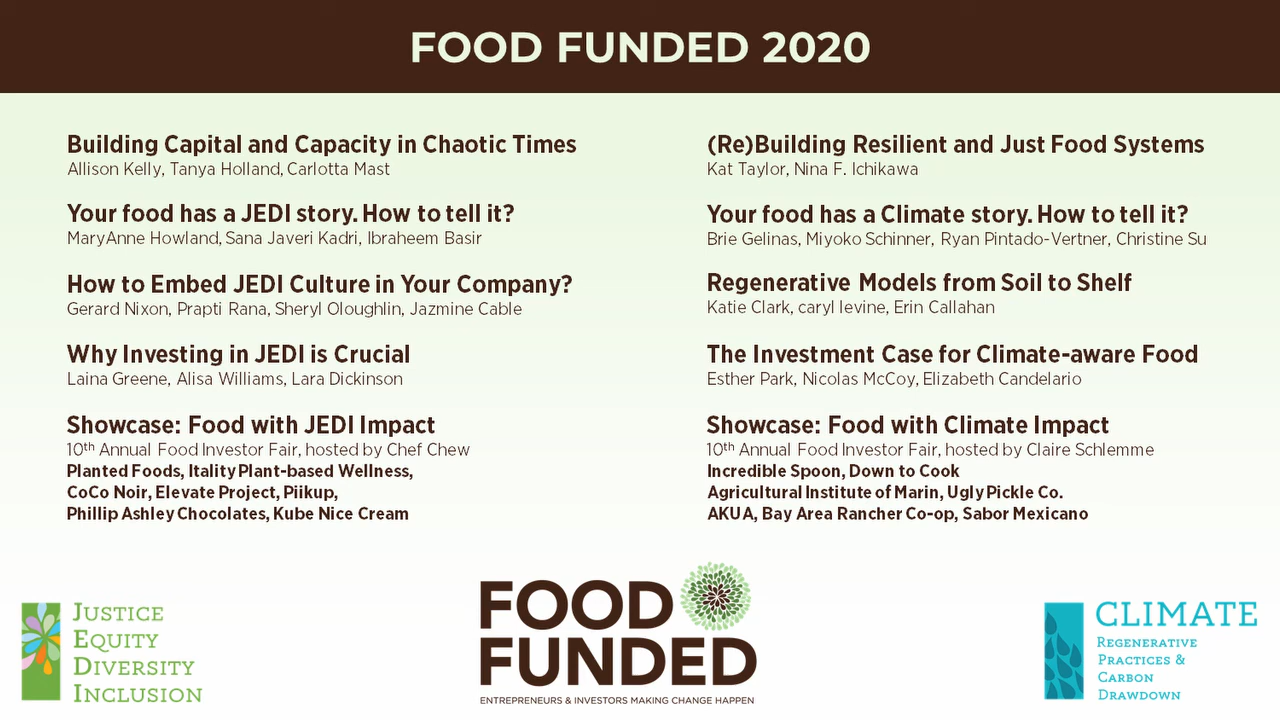 FOOD FUNDED 2020
Building Capital and Capacity in Chaotic Times
Allison Kelly, Tanya Holland, Carlotta Mast
Your food has a JEDI story. How to tell it?
MaryAnne Howland, Sana Javeri Kadri, Ibraheem Basir
How to Embed JEDI Culture in Your Company?
Gerard Nixon, Prapti Rana, Sheryl Oloughlin, Jazmine Cable
Why Investing in JEDI is Crucial
Laina Greene, Alisa Williams, Lara Dickinson
Showcase: Food with JEDI Impact
10th Annual Food Investor Fair, hosted by Chef Chew
Planted Foods, Itality Plant-based Wellness,
CoCo Noir, Elevate Project, Piikup,
Phillip Ashley Chocolates, Kube Nice Cream
(Re)Building Resilient and Just Food Systems
Kat Taylor, Nina F. Ichikawa
Your food has a Climate story. How to tell it?
Brie Gelinas, Miyoko Schinner, Ryan Pintado-Vertner, Christine Su
Regenerative Models from Soil to Shelf
Katie Clark, caryl levine, Erin Callahan
The Investment Case for Climate-aware Food
Esther Park, Nicolas McCoy, Elizabeth Candelario
Showcase: Food with Climate Impact
10th Annual Food Investor Fair, hosted by Claire Schlemme
Incredible Spoon, Down to Cook
Agricultural Institute of Marin, Ugly Pickle Co.
AKUA, Bay Area Rancher Co-op, Sabor Mexicano
JUSTICE
EQUITY
DIVERSITY
INCLUSION
FOOD
FUNDED
ENTREPRENEURS & INVESTORS MAKING CHANGE HAPPEN
CLIMATE
REGENERATIVE
PRACTICES &
CARBON
DRAWDOWN